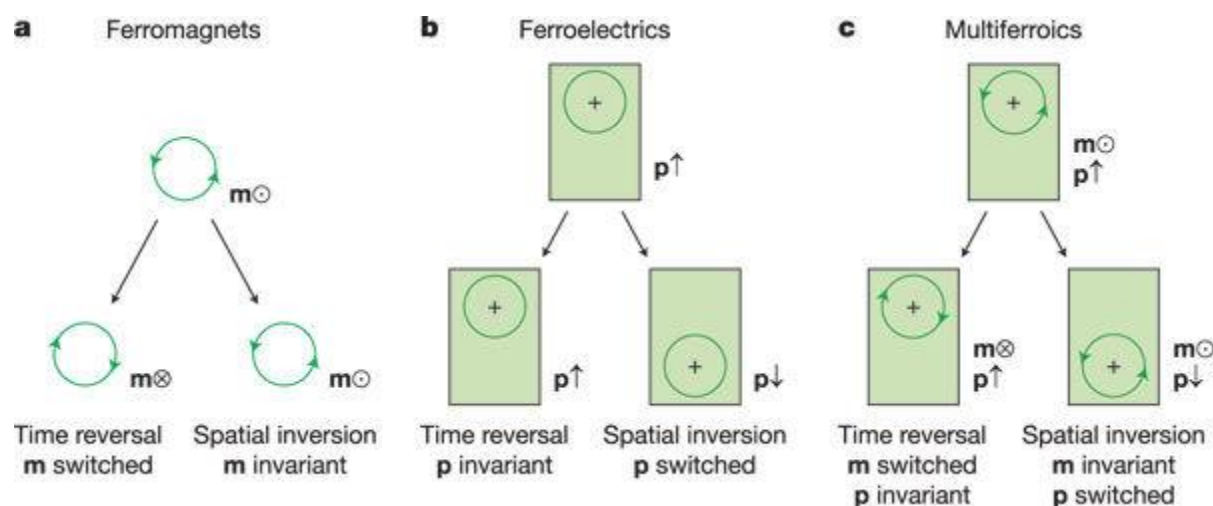 a Ferromagnets
m⊙
m⊗
m⊙
Time reversal
m switched
Spatial inversion
m invariant
b Ferroelectrics
+
p↑
+
p↑
+
p↓
Time reversal
p invariant
Spatial inversion
p switched
c Multiferroics
+
m⊙
p↑
+
m⊗
p↑
+
m⊙
p↓
Time reversal
m switched
p invariant
Spatial inversion
m invariant
p switched